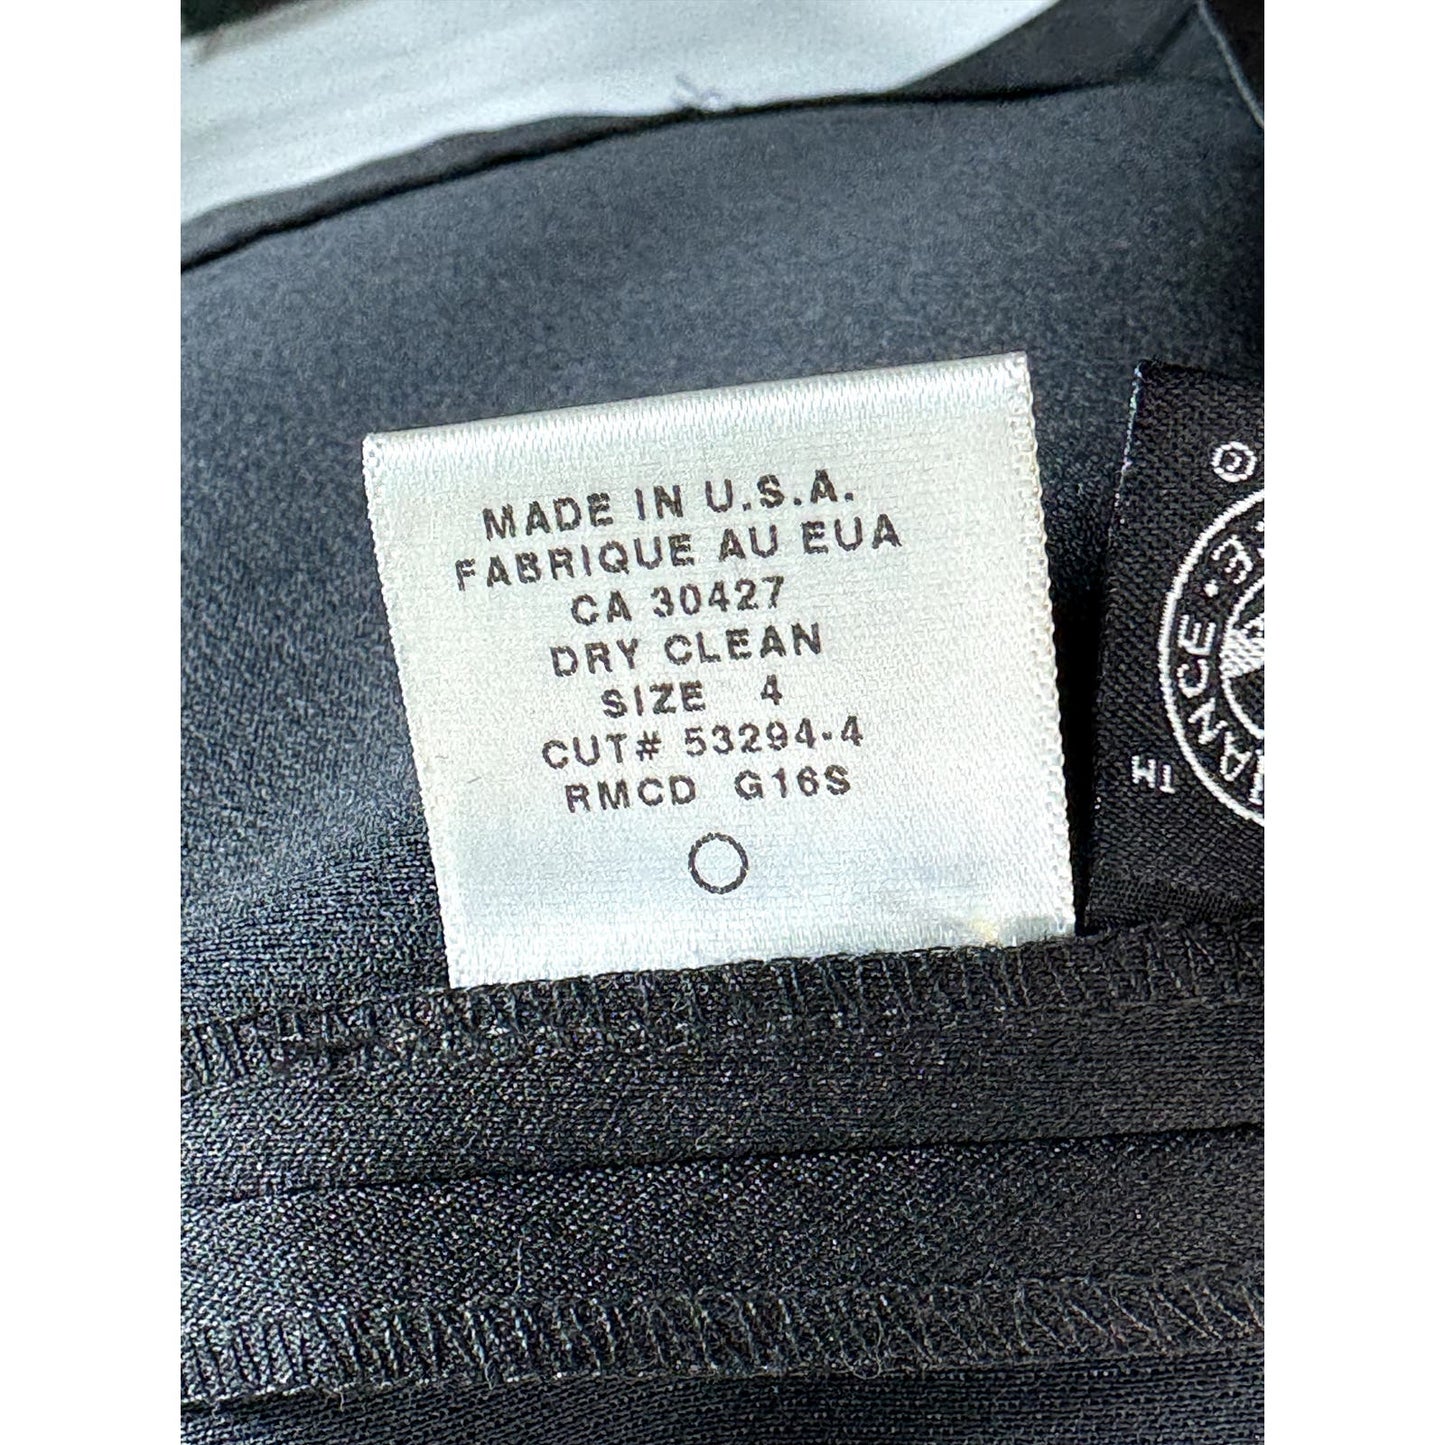 MADE IN U.S.A.
FABRIQUE AU EUA
CA 30427
DRY CLEAN
SIZE 4
CUT# 53294-4
RMCD G16S
©